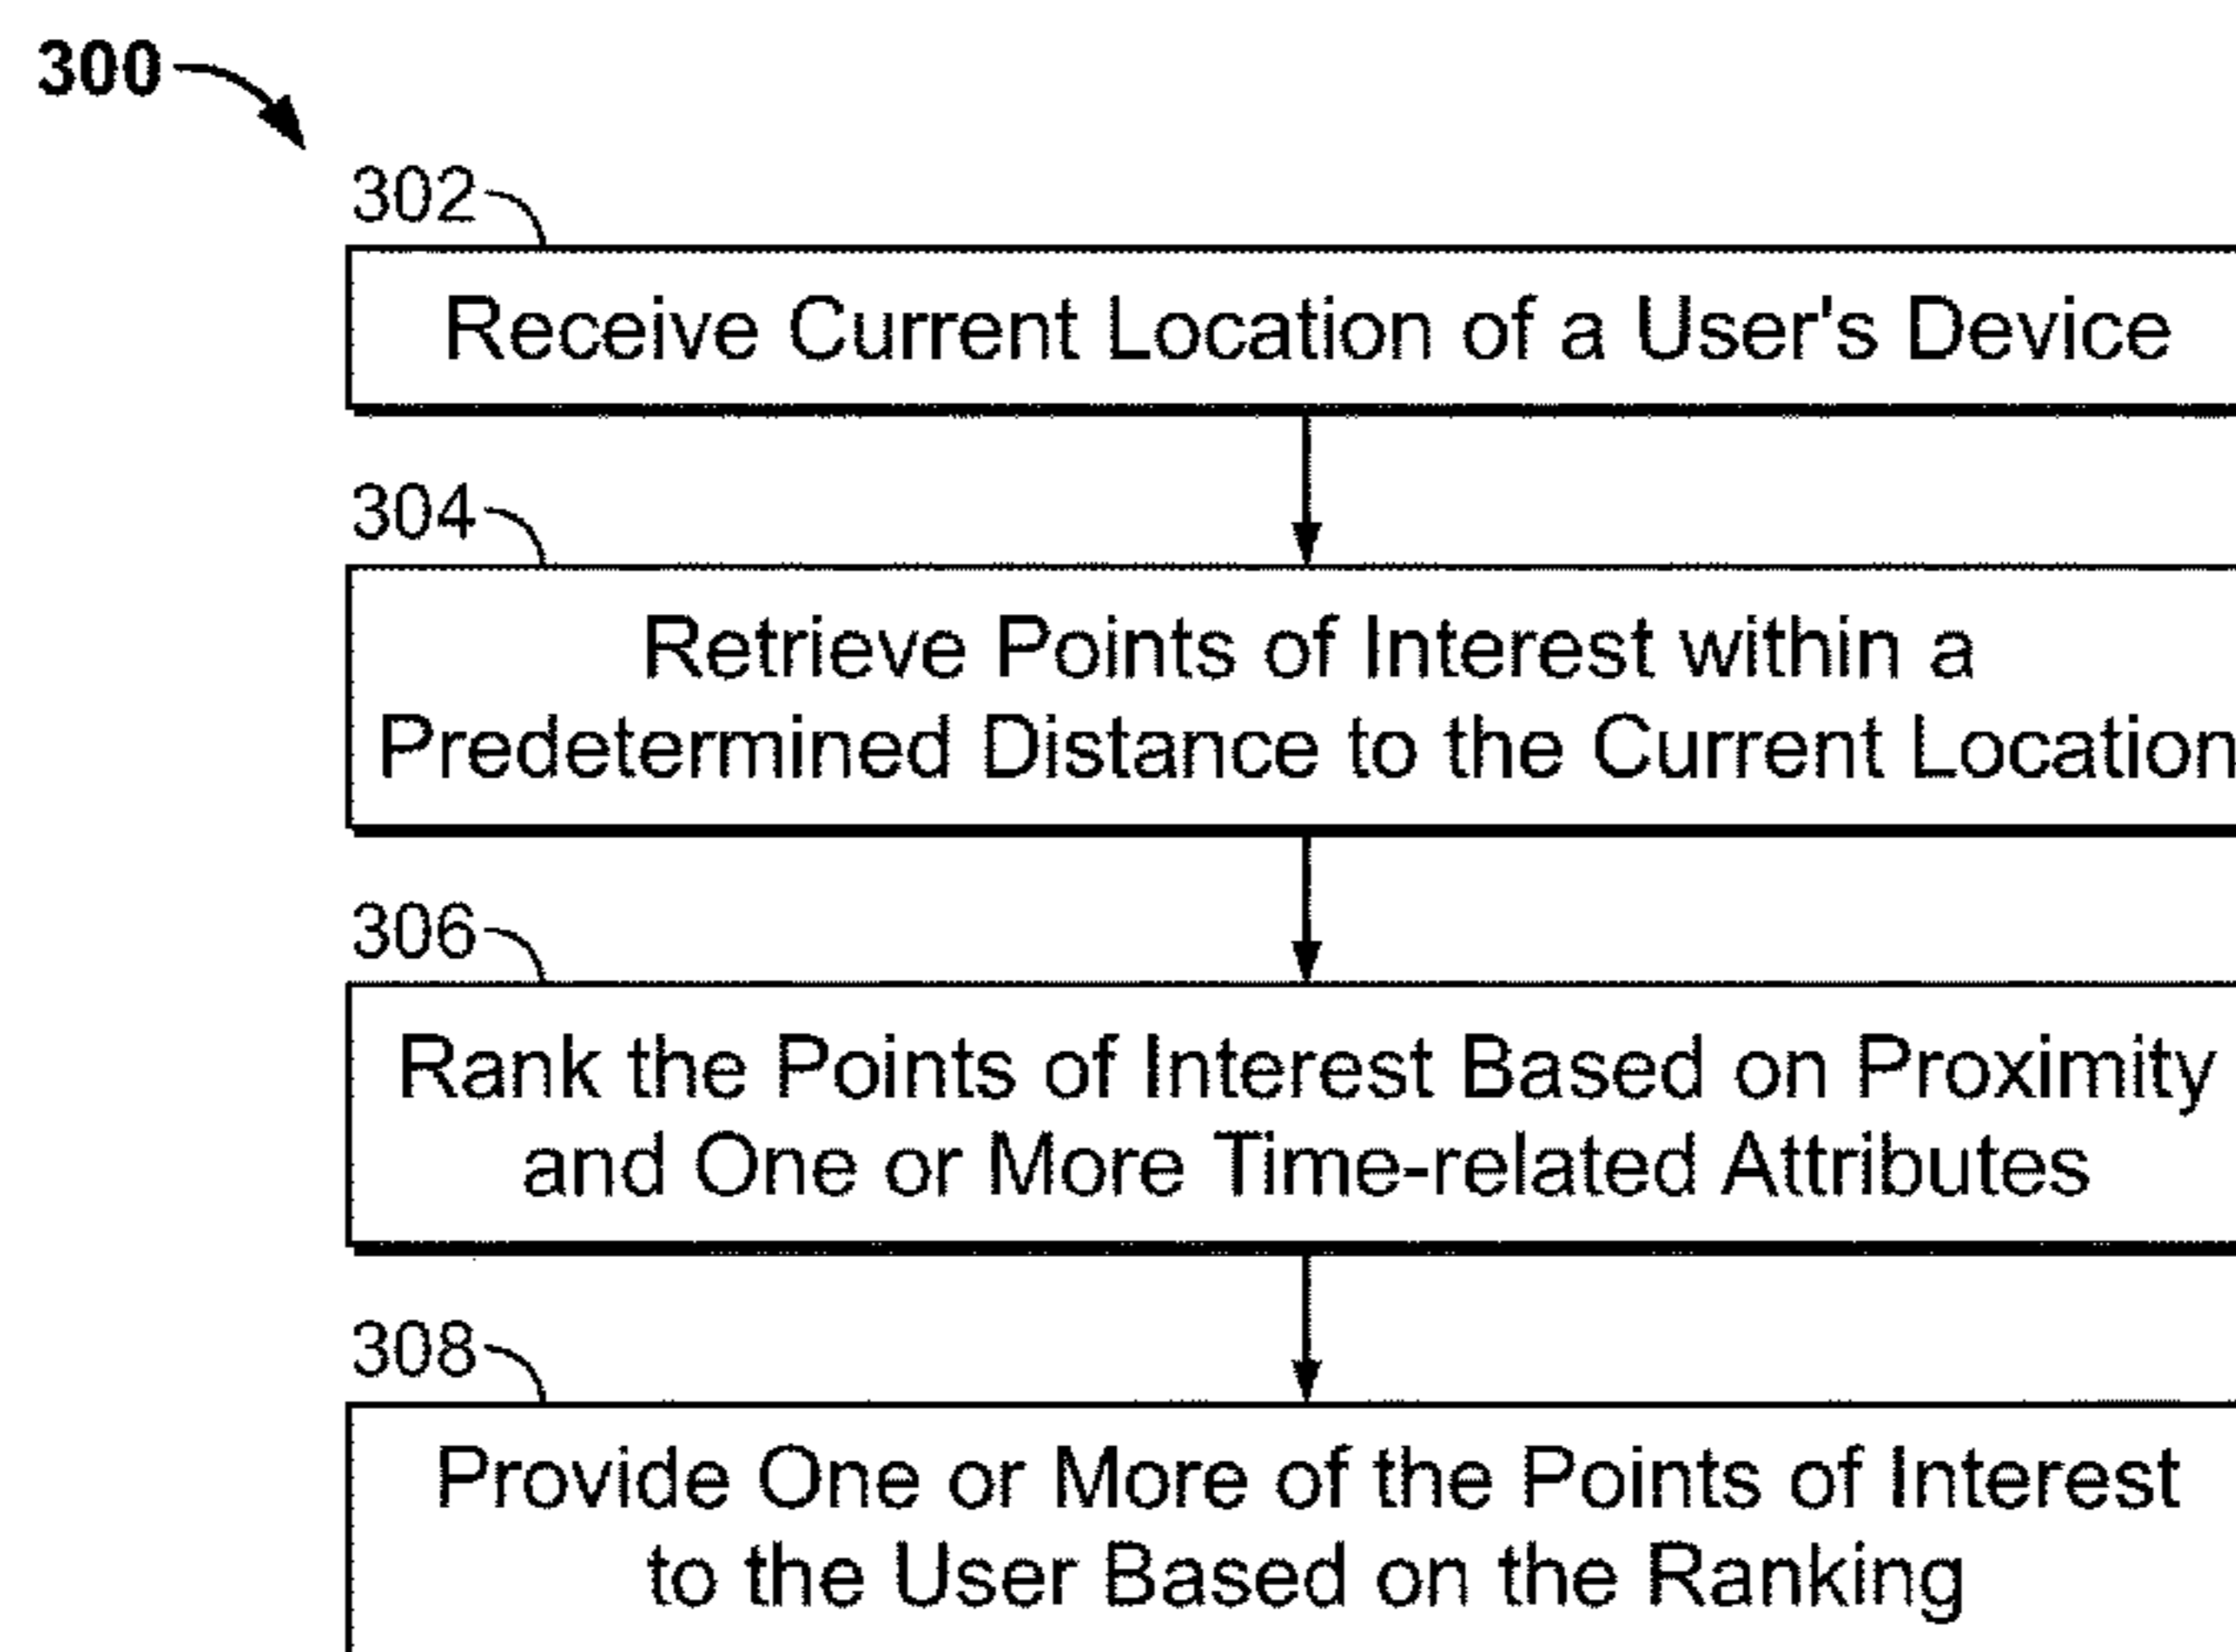 300
302
Receive Current Location of a User's Device
304
Retrieve Points of Interest within a
Predetermined Distance to the Current Location
306
Rank the Points of Interest Based on Proximity
and One or More Time-related Attributes
308
Provide One or More of the Points of Interest
to the User Based on the Ranking